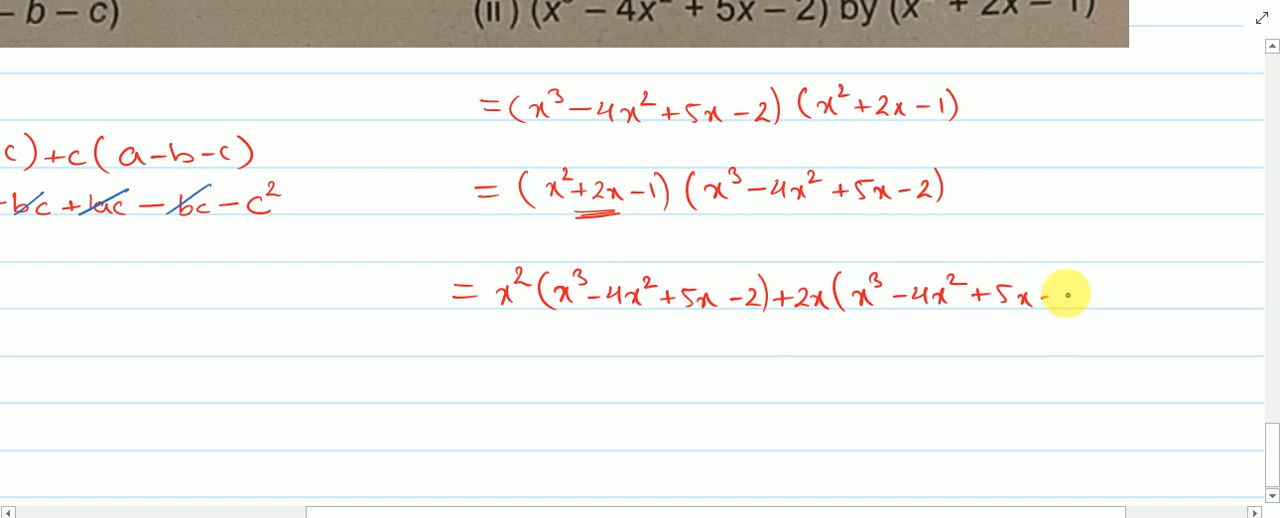 – b – c)
(ii) (x³ – 4x² + 5x – 2) by (x² + 2x – 1)
= (x³ – 4x² + 5x – 2) (x² + 2x – 1)
c) + c (a – b – c)
= (x² + 2x – 1) (x³ – 4x² + 5x – 2)
– bc + ac – bc – c²
= x² (x³ – 4x² + 5x – 2) + 2x (x³ – 4x² + 5x –